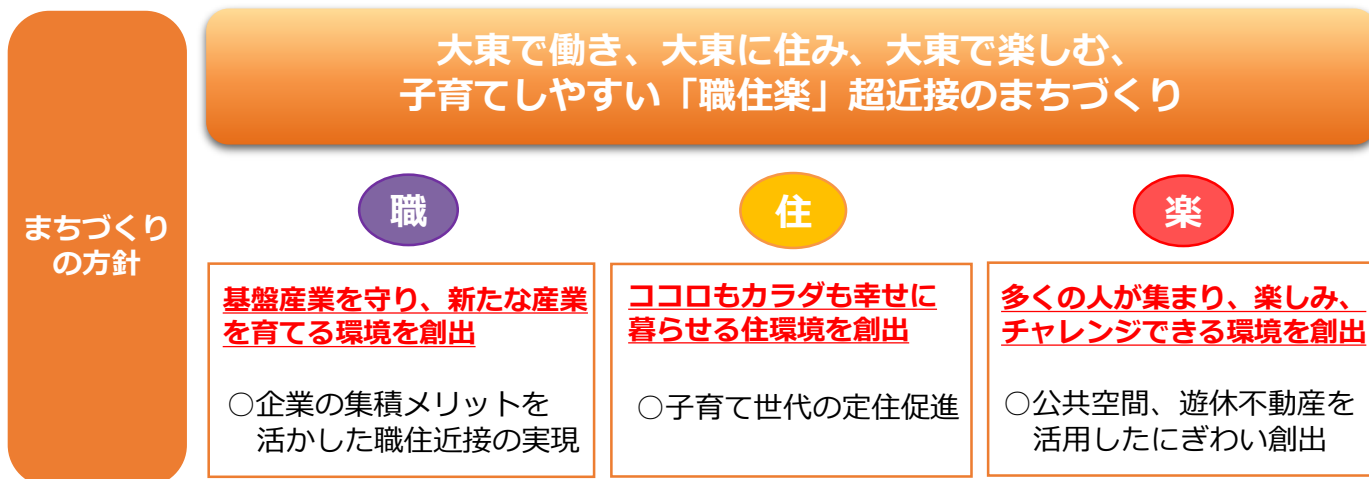 まちづくり
の方針
大東で働き、大東に住み、大東で楽しむ、
子育てしやすい「職住楽」超近接のまちづくり
職
基盤産業を守り、新たな産業
を育てる環境を創出
○企業の集積メリットを
活かした職住近接の実現
住
ココロもカラダも幸せに
暮らせる住環境を創出
○子育て世代の定住促進
楽
多くの人が集まり、楽しみ、
チャレンジできる環境を創出
○公共空間、遊休不動産を
活用したにぎわい創出